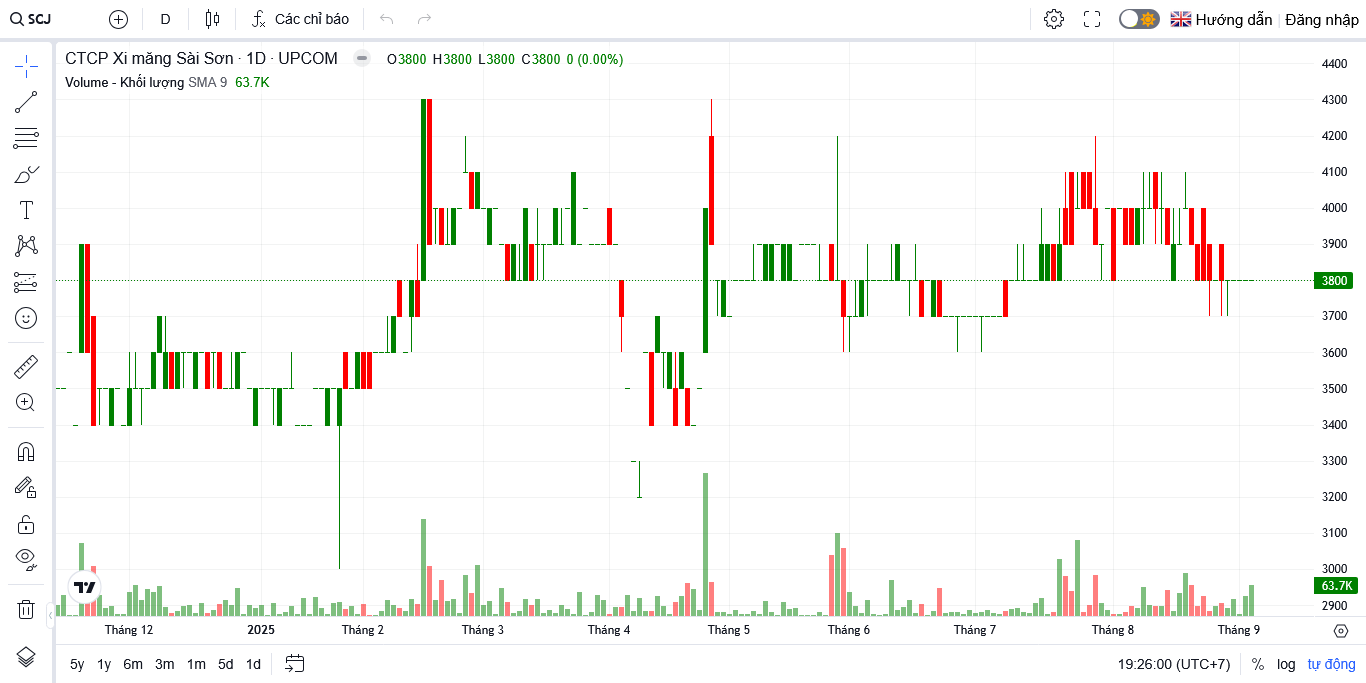 SCJ D Các chỉ báo Hướng dẫn Đăng nhập
CTCP Xi măng Sài Sơn · 1D · UPCOM O3800 H3800 L3800 C3800 0 (0.00%)
Volume - Khối lượng SMA 9 63.7K
4400
4300
4200
4100
4000
3900
3800
3700
3600
3500
3400
3300
3200
3100
3000
63.7K
2900
Tháng 12 2025 Tháng 2 Tháng 3 Tháng 4 Tháng 5 Tháng 6 Tháng 7 Tháng 8 Tháng 9
5y 1y 6m 3m 1m 5d 1d 19:26:00 (UTC+7) % log tự động